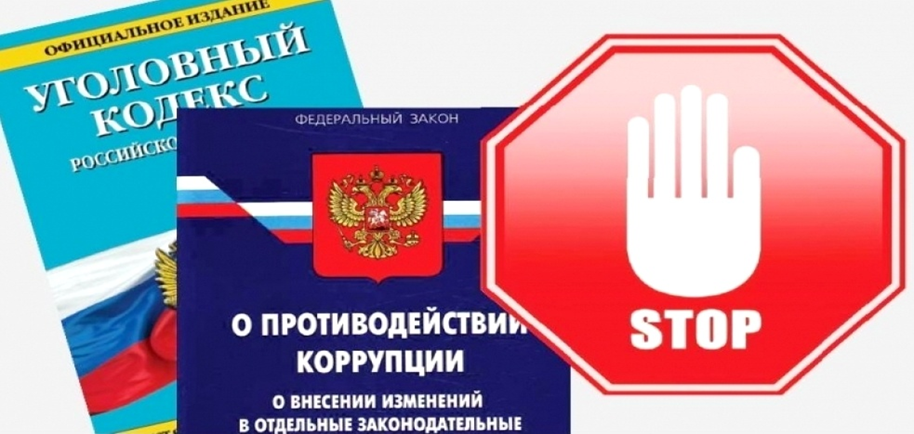 ОФИЦИАЛЬНОЕ ИЗДАНИЕ
УГОЛОВНЫЙ
КОДЕКС
ФЕДЕРАЛЬНЫЙ ЗАКОН
О ПРОТИВОДЕЙСТВИИ
КОРРУПЦИИ
О ВНЕСЕНИИ ИЗМЕНЕНИЙ
В ОТДЕЛЬНЫЕ ЗАКОНОДАТЕЛЬНЫЕ
STOP